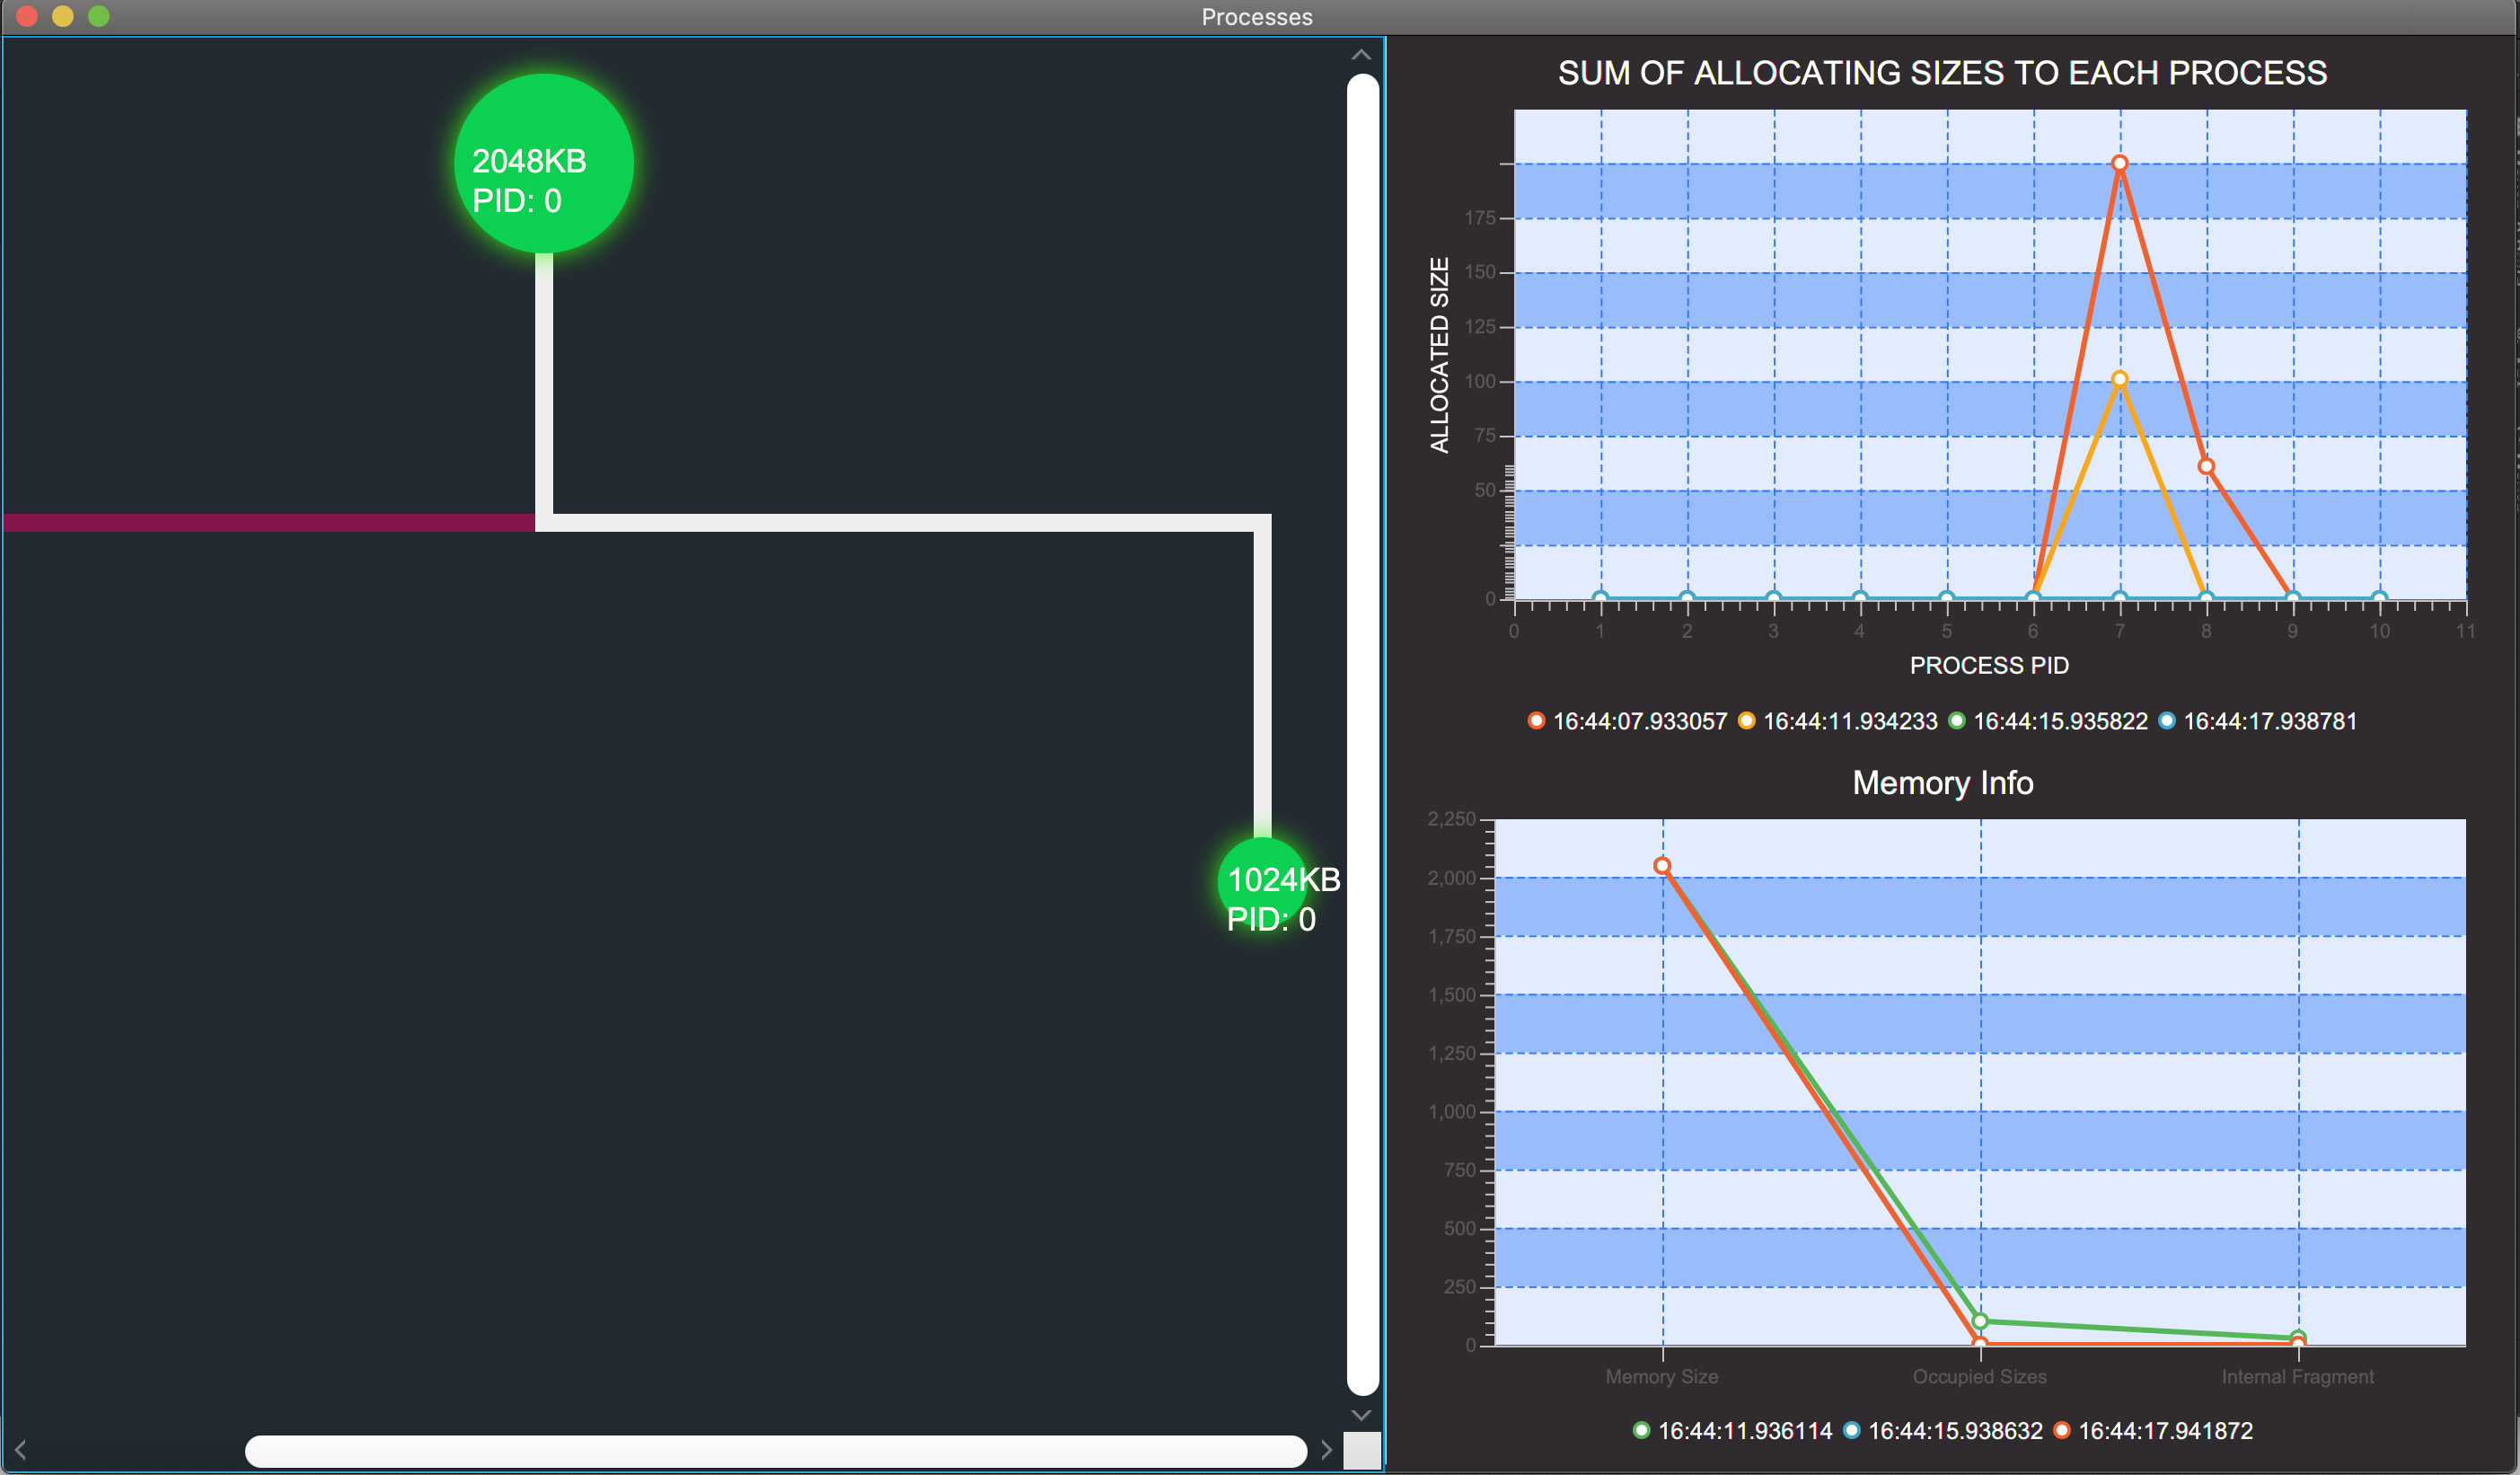 Processes
2048KB
PID: 0
1024KB
PID: 0
SUM OF ALLOCATING SIZES TO EACH PROCESS
ALLOCATED SIZE
175
150
125
100
75
50
0
0 1 2 3 4 5 6 7 8 9 10 11
PROCESS PID
16:44:07.933057 16:44:11.934233 16:44:15.935822 16:44:17.938781
Memory Info
2,250
2,000
1,750
1,500
1,250
1,000
750
500
250
0
Memory Size Occupied Sizes Internal Fragment
16:44:11.936114 16:44:15.938632 16:44:17.941872